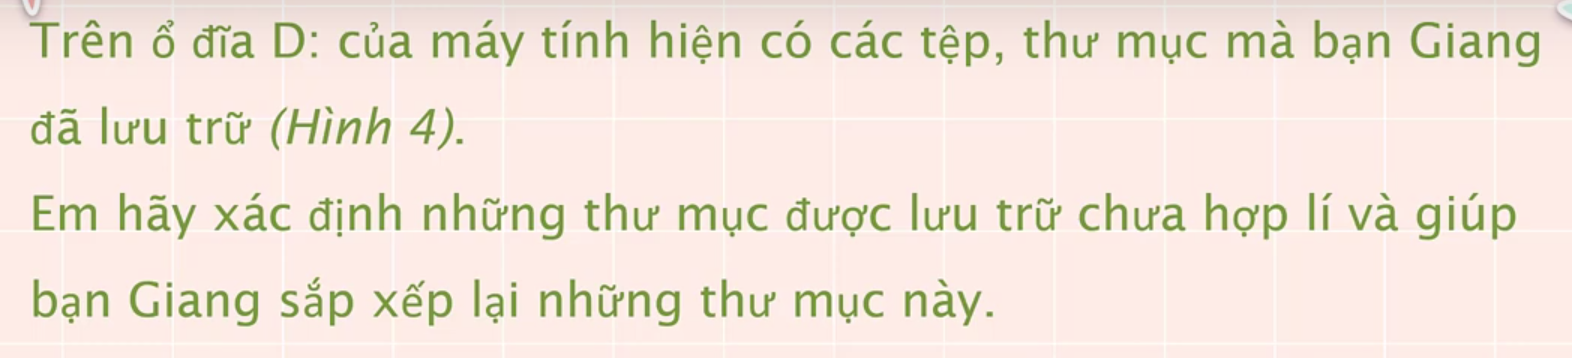 Trên ổ đĩa D: của máy tính hiện có các tệp, thư mục mà bạn Giang
đã lưu trữ (Hình 4).
Em hãy xác định những thư mục được lưu trữ chưa hợp lí và giúp
bạn Giang sắp xếp lại những thư mục này.